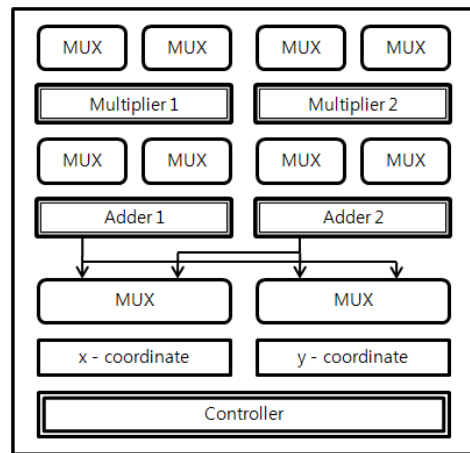 MUX MUX MUX MUX
Multiplier 1 Multiplier 2
MUX MUX MUX MUX
Adder 1 Adder 2
MUX MUX
x - coordinate y - coordinate
Controller